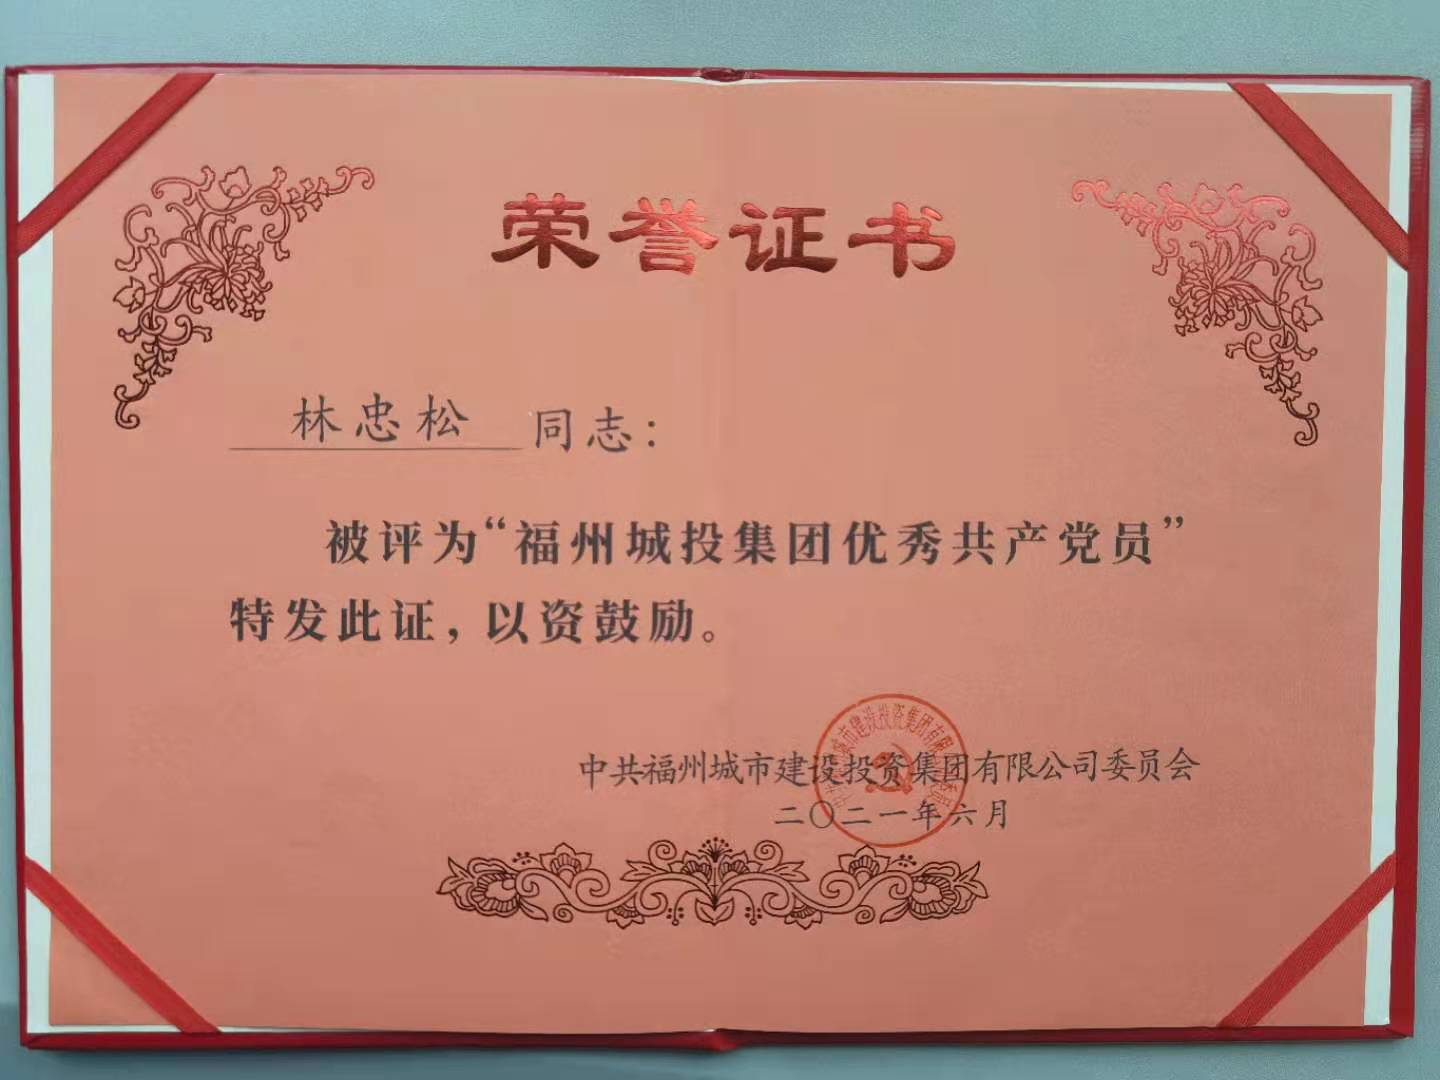 荣誉证书
林忠松 同志：
被评为“福州城投集团优秀共产党员”
特发此证，以资鼓励。
中共福州城市建设投资集团有限公司委员会
二〇二一年六月